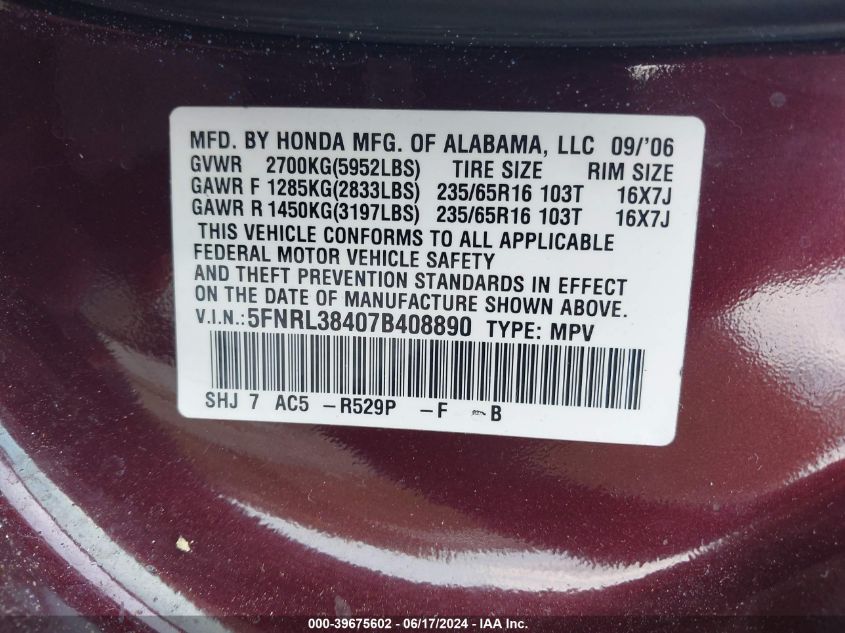 MFD. BY HONDA MFG. OF ALABAMA, LLC 09/'06
GVWR 2700KG(5952LBS) TIRE SIZE RIM SIZE
GAWR F 1285KG(2833LBS) 235/65R16 103T 16X7J
GAWR R 1450KG(3197LBS) 235/65R16 103T 16X7J
THIS VEHICLE CONFORMS TO ALL APPLICABLE
FEDERAL MOTOR VEHICLE SAFETY
AND THEFT PREVENTION STANDARDS IN EFFECT
ON THE DATE OF MANUFACTURE SHOWN ABOVE.
V.I.N.:5FNRL38407B408890 TYPE: MPV
SHJ 7 AC5 -R529P -F -B
000-39675602 - 06/17/2024 - IAA Inc.